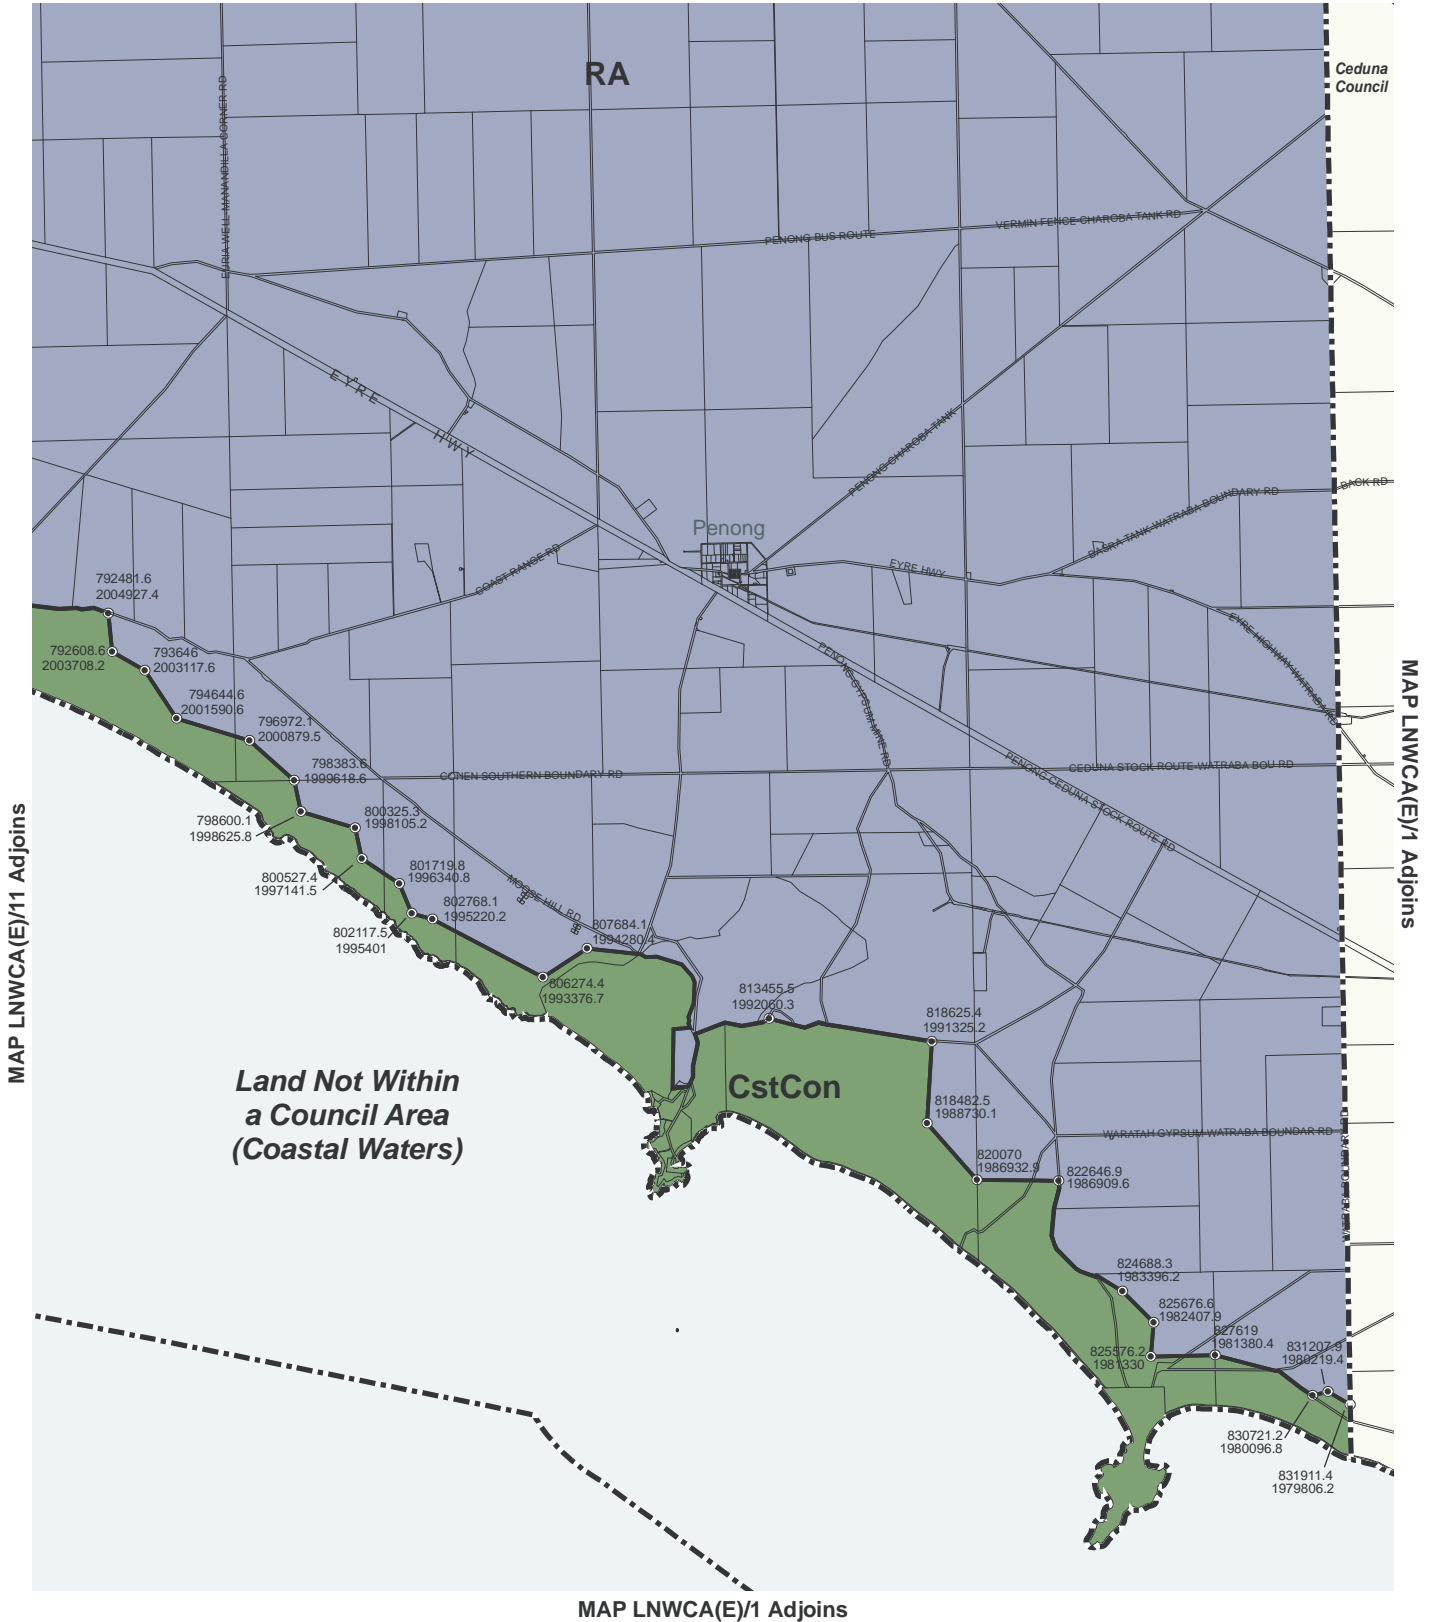 RA
Ceduna
Council
EURIA WELL MANANDILLA CORNER RD
PENONG BUS ROUTE
VERMIN FENCE CHAROBA TANK RD
EYRE
HWY
PENONG CHAROBA TANK
BACK RD
BASRA TANK-WATRABA BOUNDARY RD
Penong
COAST RANGE RD
EYRE HWY
792481.6
2004927.4
EYRE HIGHWAY-WATRABA RD
792608.6
2003708.2
793646
2003117.6
PENONG GYPSUM MINE RD
794644.6
2001590.6
796972.1
2000879.5
798383.6
1999618.6
COHEN SOUTHERN BOUNDARY RD
PENONG CEDUNA STOCK ROUTE RD
CEDUNA STOCK ROUTE-WATRABA BOU RD
798600.1
1998625.8
800325.3
1998105.2
800527.4
1997141.5
801719.8
1996340.8
802768.1
1995220.2
MOOSE HILL RD
802117.5
1995401
807684.1
1994280.4
806274.4
1993376.7
813455.5
1992060.3
818625.4
1991325.2
Land Not Within
a Council Area
(Coastal Waters)
CstCon
818482.5
1988730.1
WARATAH GYPSUM WATRABA BOUNDAR RD
WATRABA BOUNDARY RD
820070
1986932.9
822646.9
1986909.6
824688.3
1983396.2
825676.6
1982407.9
825576.2
1981330
827619
1981380.4
831207.9
1980219.4
830721.2
1980096.8
831911.4
1979806.2
MAP LNWCA(E)/11 Adjoins
MAP LNWCA(E)/1 Adjoins
MAP LNWCA(E)/1 Adjoins